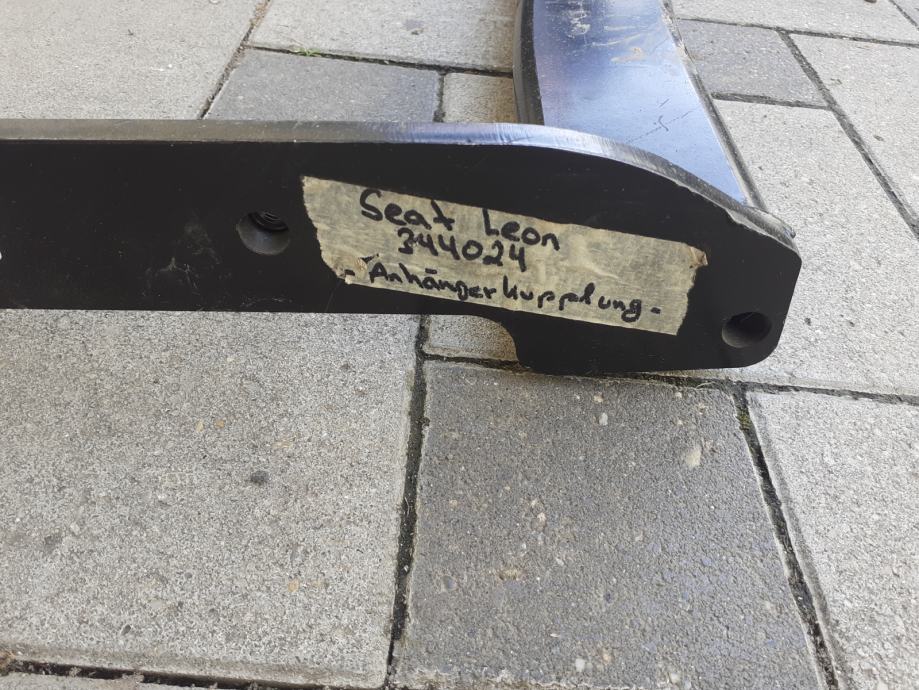 Seat Leon
344024
- Anhängerkupplung -